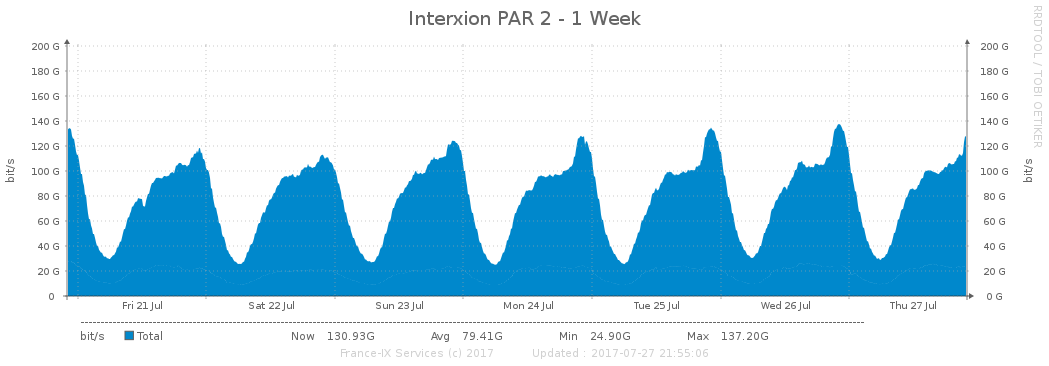 Interxion PAR 2 - 1 Week
RRDTOOL / TOBI OETIKER
bit/s
200 G 200 G
180 G 180 G
160 G 160 G
140 G 140 G
120 G 120 G
100 G 100 G
80 G 80 G
60 G 60 G
40 G 40 G
20 G 20 G
0 0 G
bit/s
Fri 21 Jul Sat 22 Jul Sun 23 Jul Mon 24 Jul Tue 25 Jul Wed 26 Jul Thu 27 Jul
bit/s Total Now 130.93G Avg 79.41G Min 24.90G Max 137.20G
France-IX Services (c) 2017 Updated : 2017-07-27 21:55:06